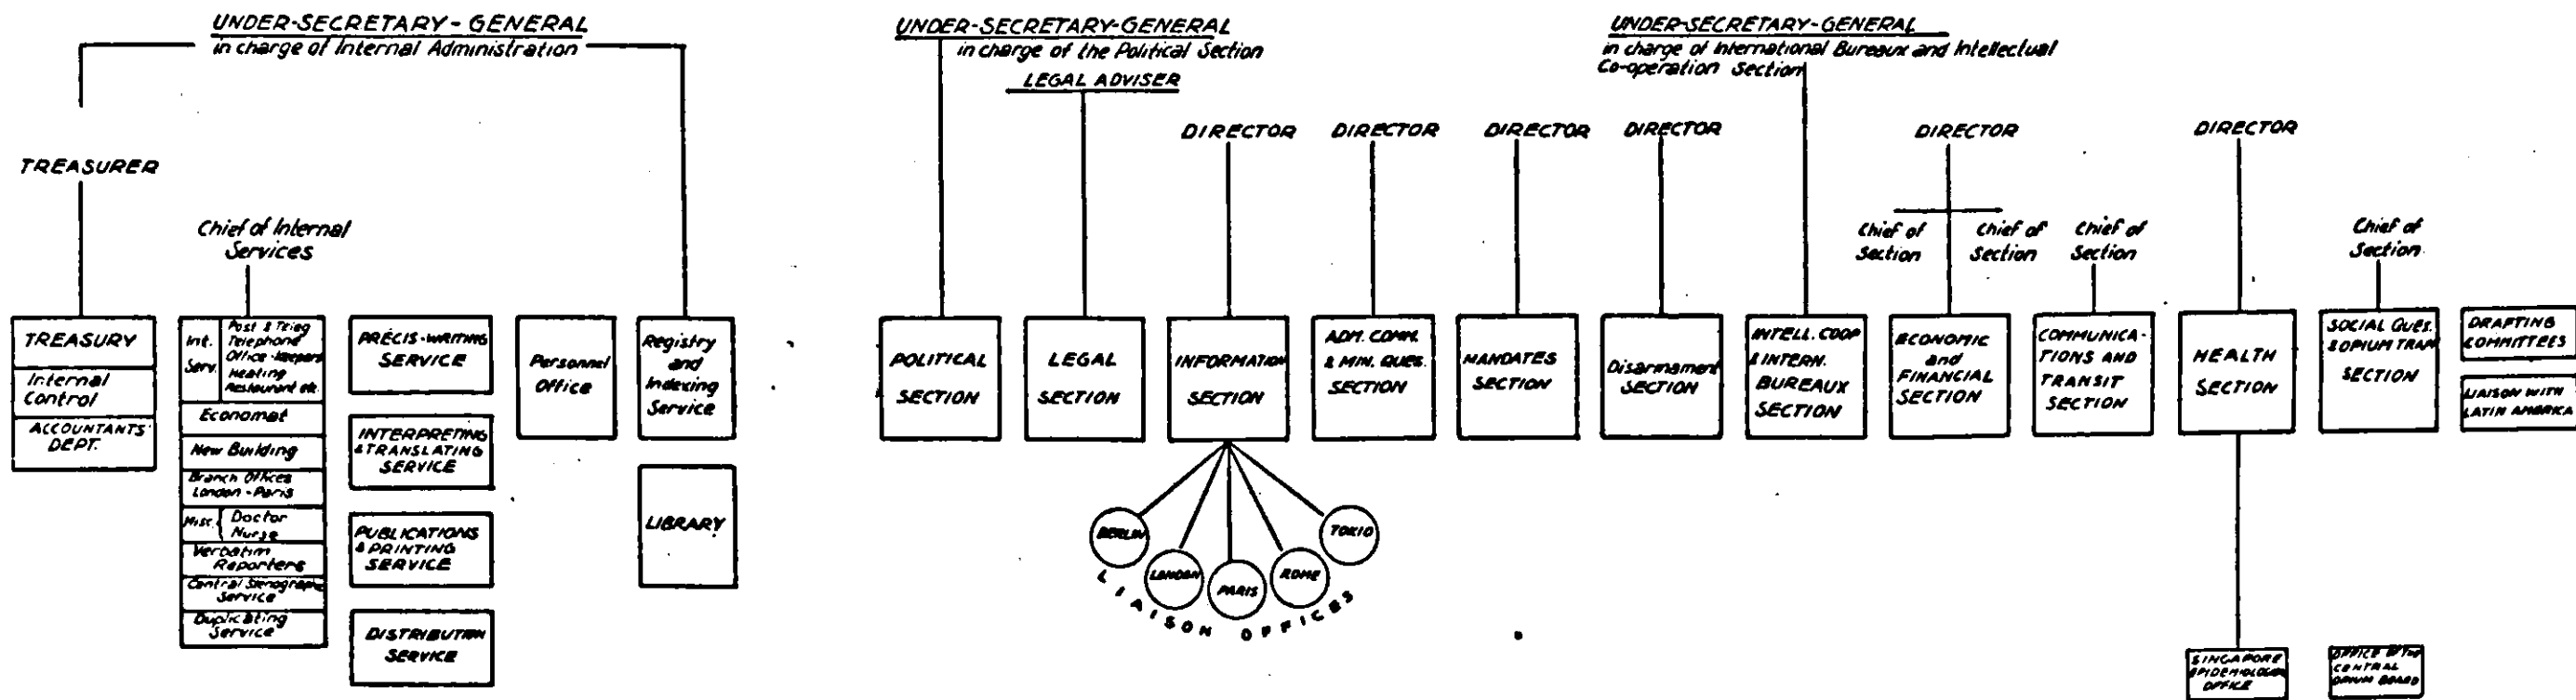 UNDER-SECRETARY-GENERAL
in charge of Internal Administration
UNDER-SECRETARY-GENERAL
in charge of the Political Section
LEGAL ADVISER
UNDER-SECRETARY-GENERAL
in charge of International Bureaux and Intellectual
Co-operation Section
DIRECTOR
DIRECTOR
DIRECTOR
DIRECTOR
DIRECTOR
DIRECTOR
TREASURER
Chief of Internal
Services
Chief of
Section
Chief of
Section
Chief of
Section
Chief of
Section
TREASURY
Internal
Control
ACCOUNTANTS'
DEPT.
Int.
Serv.
Post & Teleg
Telephone
Office-keepers
Heating
Restaurant etc.
Economat
New Building
Branch Offices
London - Paris
Misc.
Doctor
Nurse
Verbatim
Reporters
Central Stenographic
Service
Duplicating
Service
PRÉCIS-WRITING
SERVICE
INTERPRETING
& TRANSLATING
SERVICE
PUBLICATIONS
& PRINTING
SERVICE
DISTRIBUTION
SERVICE
Personnel
Office
Registry
and
Indexing
Service
LIBRARY
POLITICAL
SECTION
LEGAL
SECTION
INFORMATION
SECTION
ADM. COMM.
& MIN. QUES.
SECTION
MANDATES
SECTION
Disarmament
SECTION
INTELL. COOP
& INTERN.
BUREAUX
SECTION
ECONOMIC
and
FINANCIAL
SECTION
COMMUNICA-
TIONS AND
TRANSIT
SECTION
HEALTH
SECTION
SOCIAL QUES.
& OPIUM TRAF.
SECTION
DRAFTING
COMMITTEES
LIAISON WITH
LATIN AMERICA
BERLIN
LONDON
PARIS
ROME
TOKIO
LIAISON OFFICES
SINGAPORE
EPIDEMIOLOGIC
OFFICE
OFFICE OF THE
CENTRAL
OPIUM BOARD